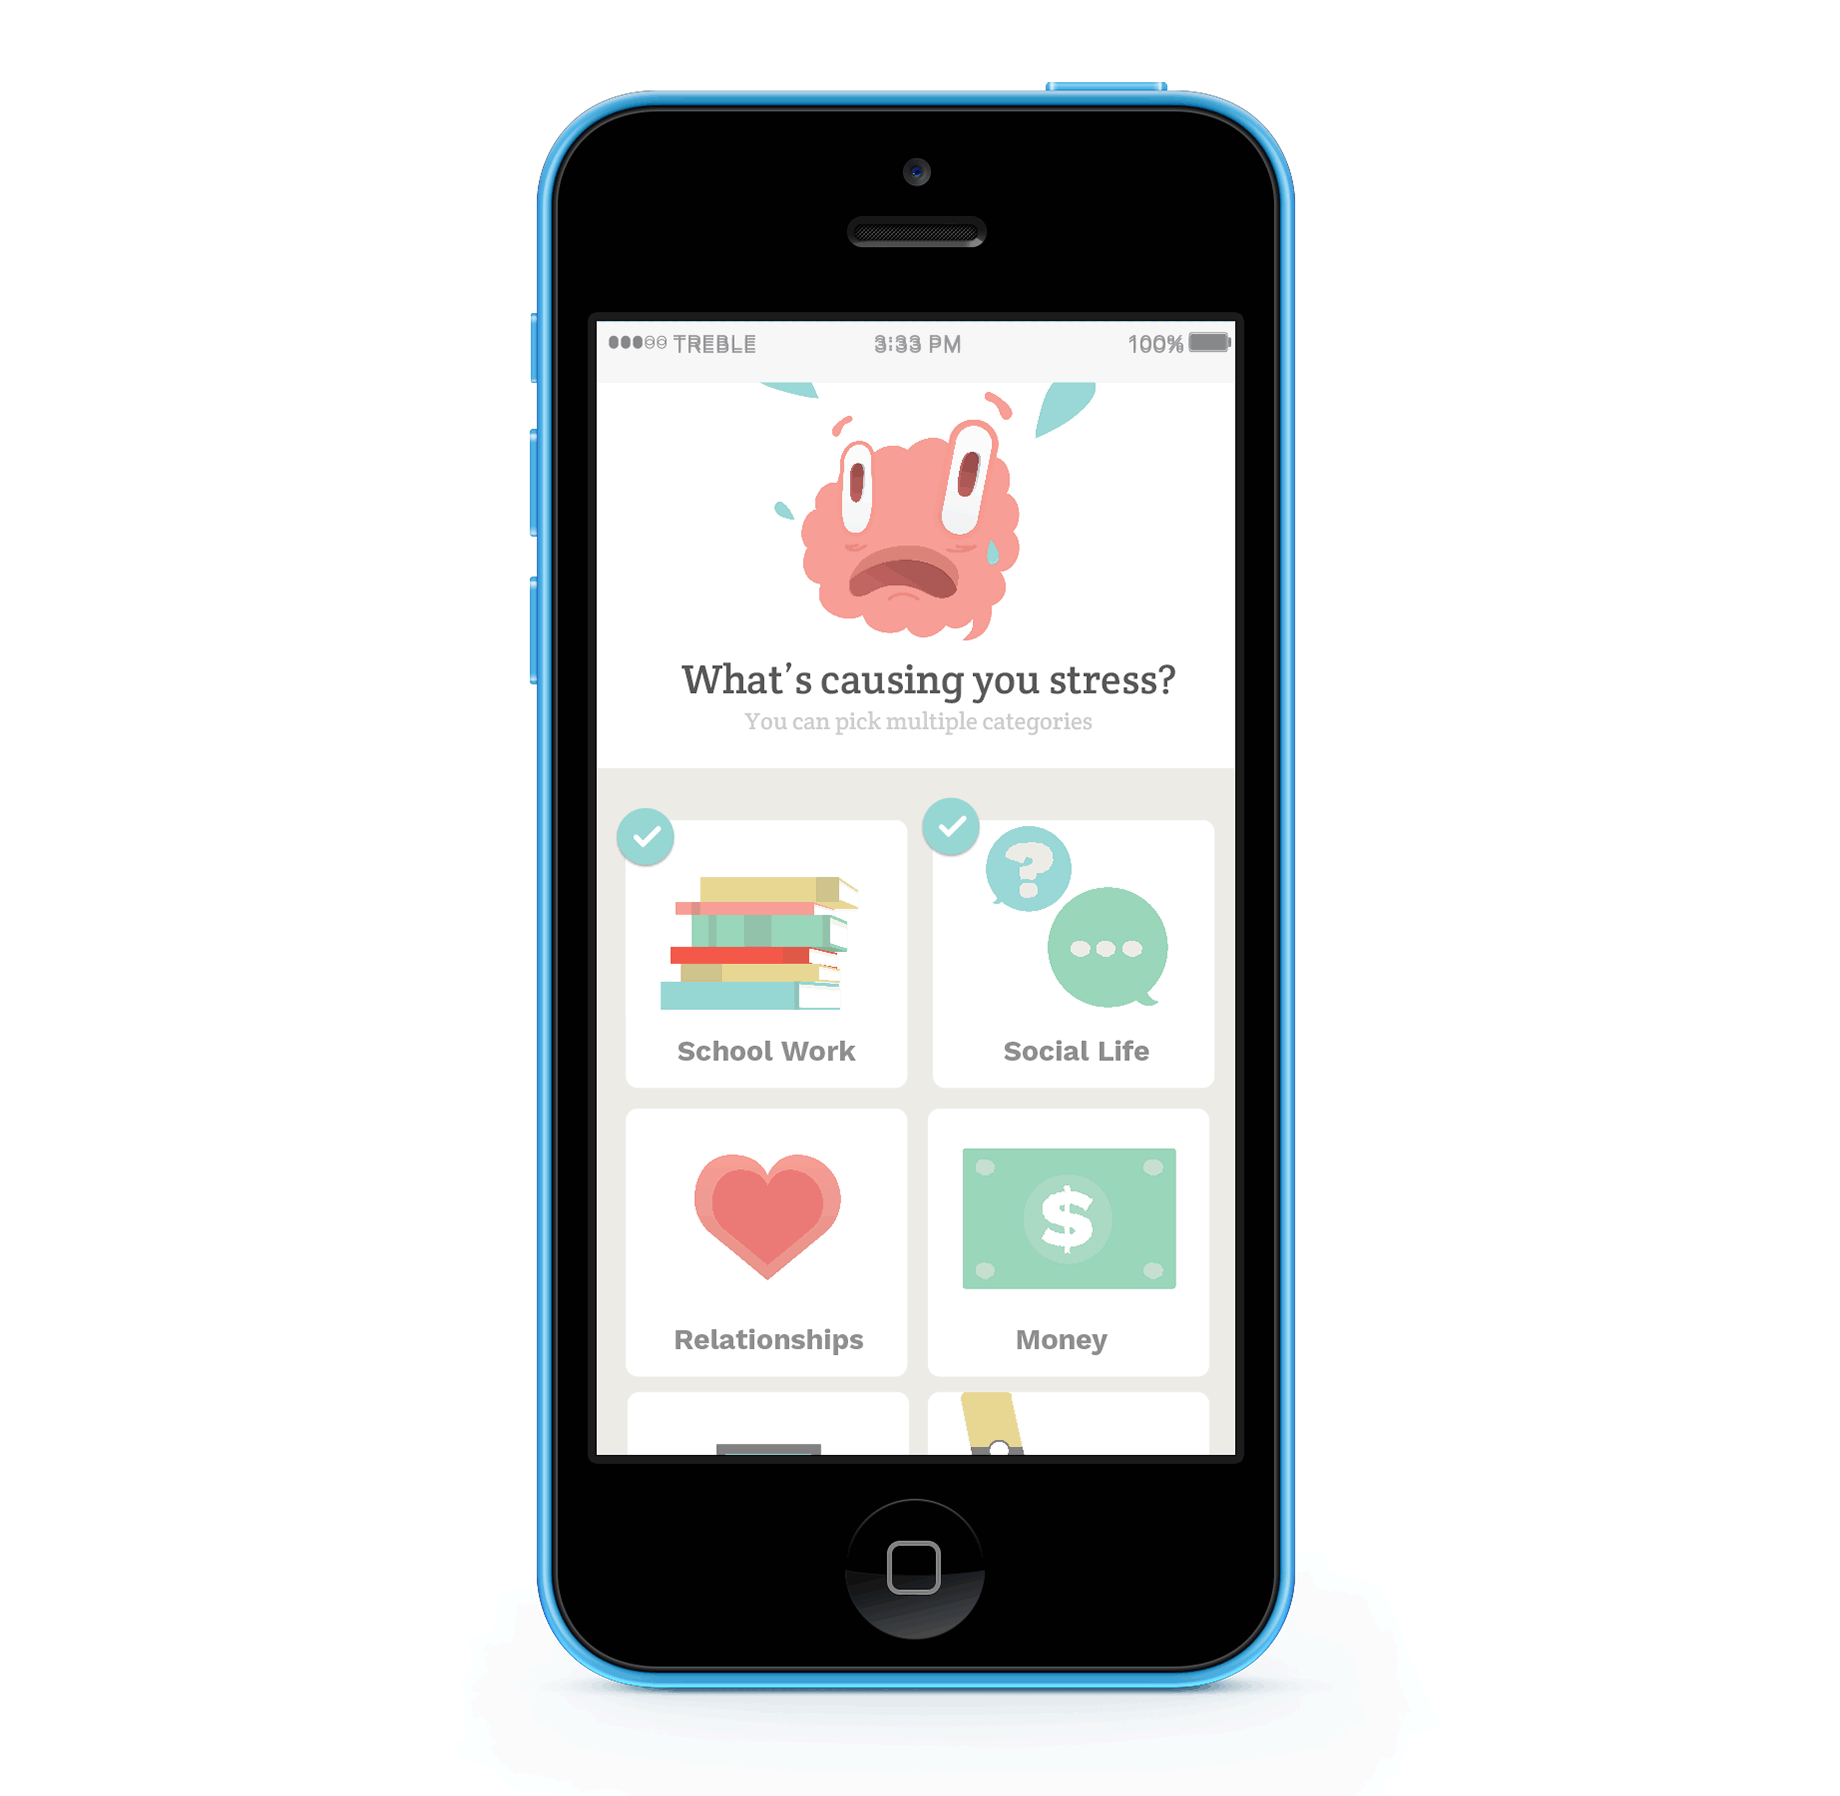 TREBLE 3:33 PM 100%
What's causing you stress?
You can pick multiple categories
?
School Work
Social Life
$
Relationships
Money